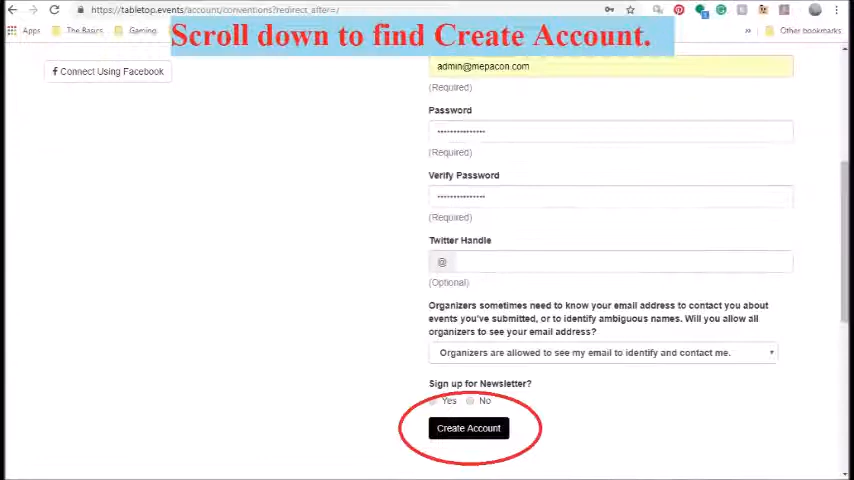 https://tabletop.events/account/conventions?redirect_after=/
Apps The Basics Gaming Other bookmarks
Scroll down to find Create Account.
Connect Using Facebook
admin@mepacon.com
(Required)
Password
•••••••••••••••
(Required)
Verify Password
•••••••••••••••
(Required)
Twitter Handle
@
(Optional)
Organizers sometimes need to know your email address to contact you about
events you've submitted, or to identify ambiguous names. Will you allow all
organizers to see your email address?
Organizers are allowed to see my email to identify and contact me.
Sign up for Newsletter?
Yes No
Create Account